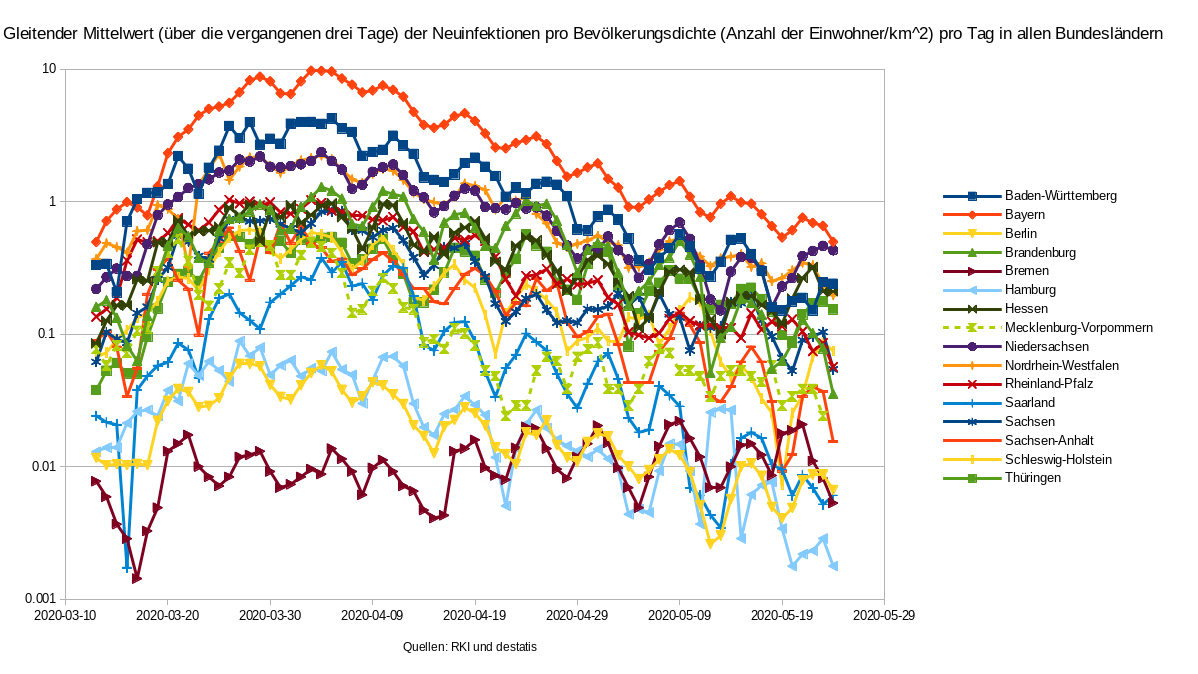 Gleitender Mittelwert (über die vergangenen drei Tage) der Neuinfektionen pro Bevölkerungsdichte (Anzahl der Einwohner/km^2) pro Tag in allen Bundesländern
10
1
0.1
0.01
0.001
2020-03-10 2020-03-20 2020-03-30 2020-04-09 2020-04-19 2020-04-29 2020-05-09 2020-05-19 2020-05-29
Quellen: RKI und destatis
Baden-Württemberg
Bayern
Berlin
Brandenburg
Bremen
Hamburg
Hessen
Mecklenburg-Vorpommern
Niedersachsen
Nordrhein-Westfalen
Rheinland-Pfalz
Saarland
Sachsen
Sachsen-Anhalt
Schleswig-Holstein
Thüringen